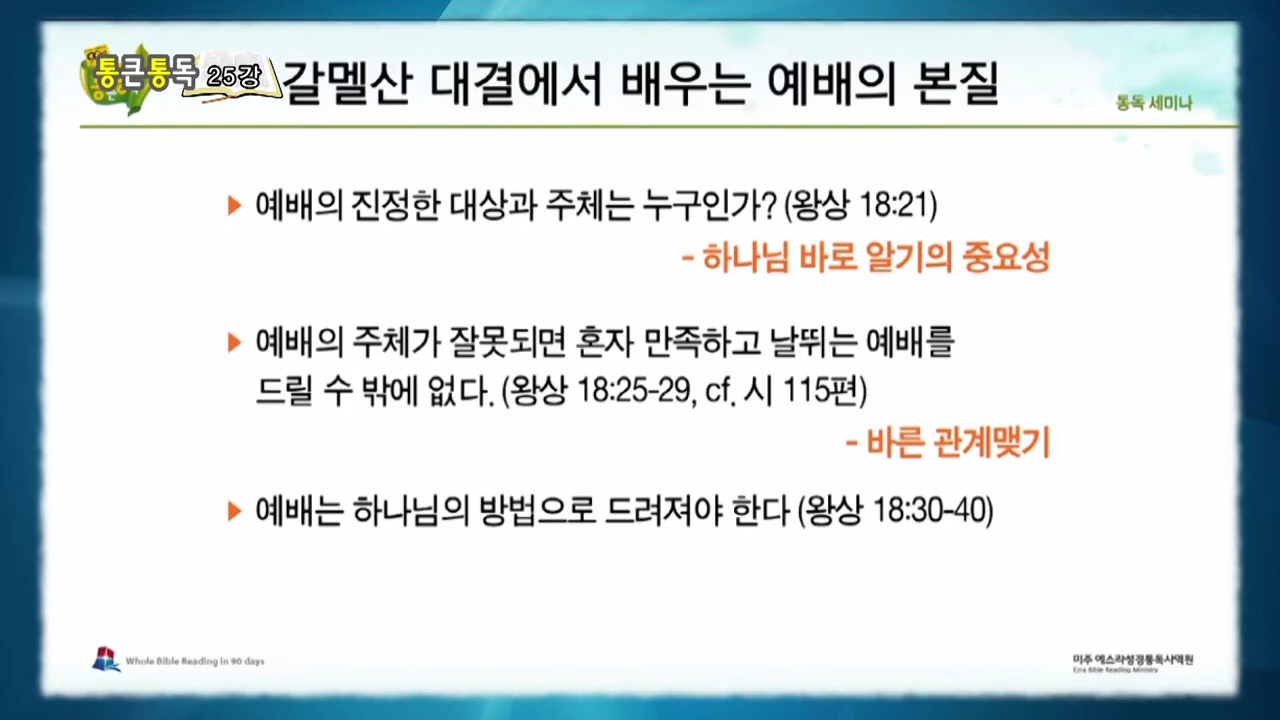 통큰통독 25강
갈멜산 대결에서 배우는 예배의 본질
통독 세미나
예배의 진정한 대상과 주체는 누구인가? (왕상 18:21)
- 하나님 바로 알기의 중요성
예배의 주체가 잘못되면 혼자 만족하고 날뛰는 예배를
드릴 수 밖에 없다. (왕상 18:25-29, cf. 시 115편)
- 바른 관계맺기
예배는 하나님의 방법으로 드려져야 한다 (왕상 18:30-40)
Whole Bible Reading in 90 days
미주 에스라성경통독사역원
Ezra Bible Reading Ministry